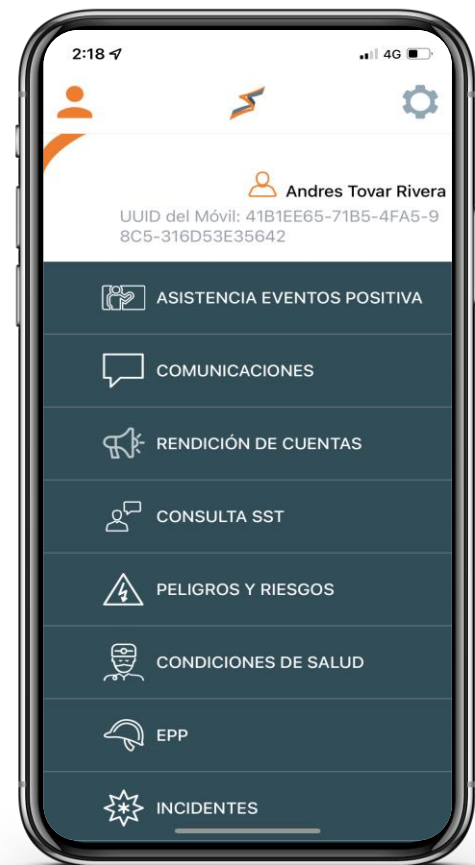 2:18
4G
Andres Tovar Rivera
UUID del Móvil: 41B1EE65-71B5-4FA5-9
8C5-316D53E35642
ASISTENCIA EVENTOS POSITIVA
COMUNICACIONES
RENDICIÓN DE CUENTAS
CONSULTA SST
PELIGROS Y RIESGOS
CONDICIONES DE SALUD
EPP
INCIDENTES